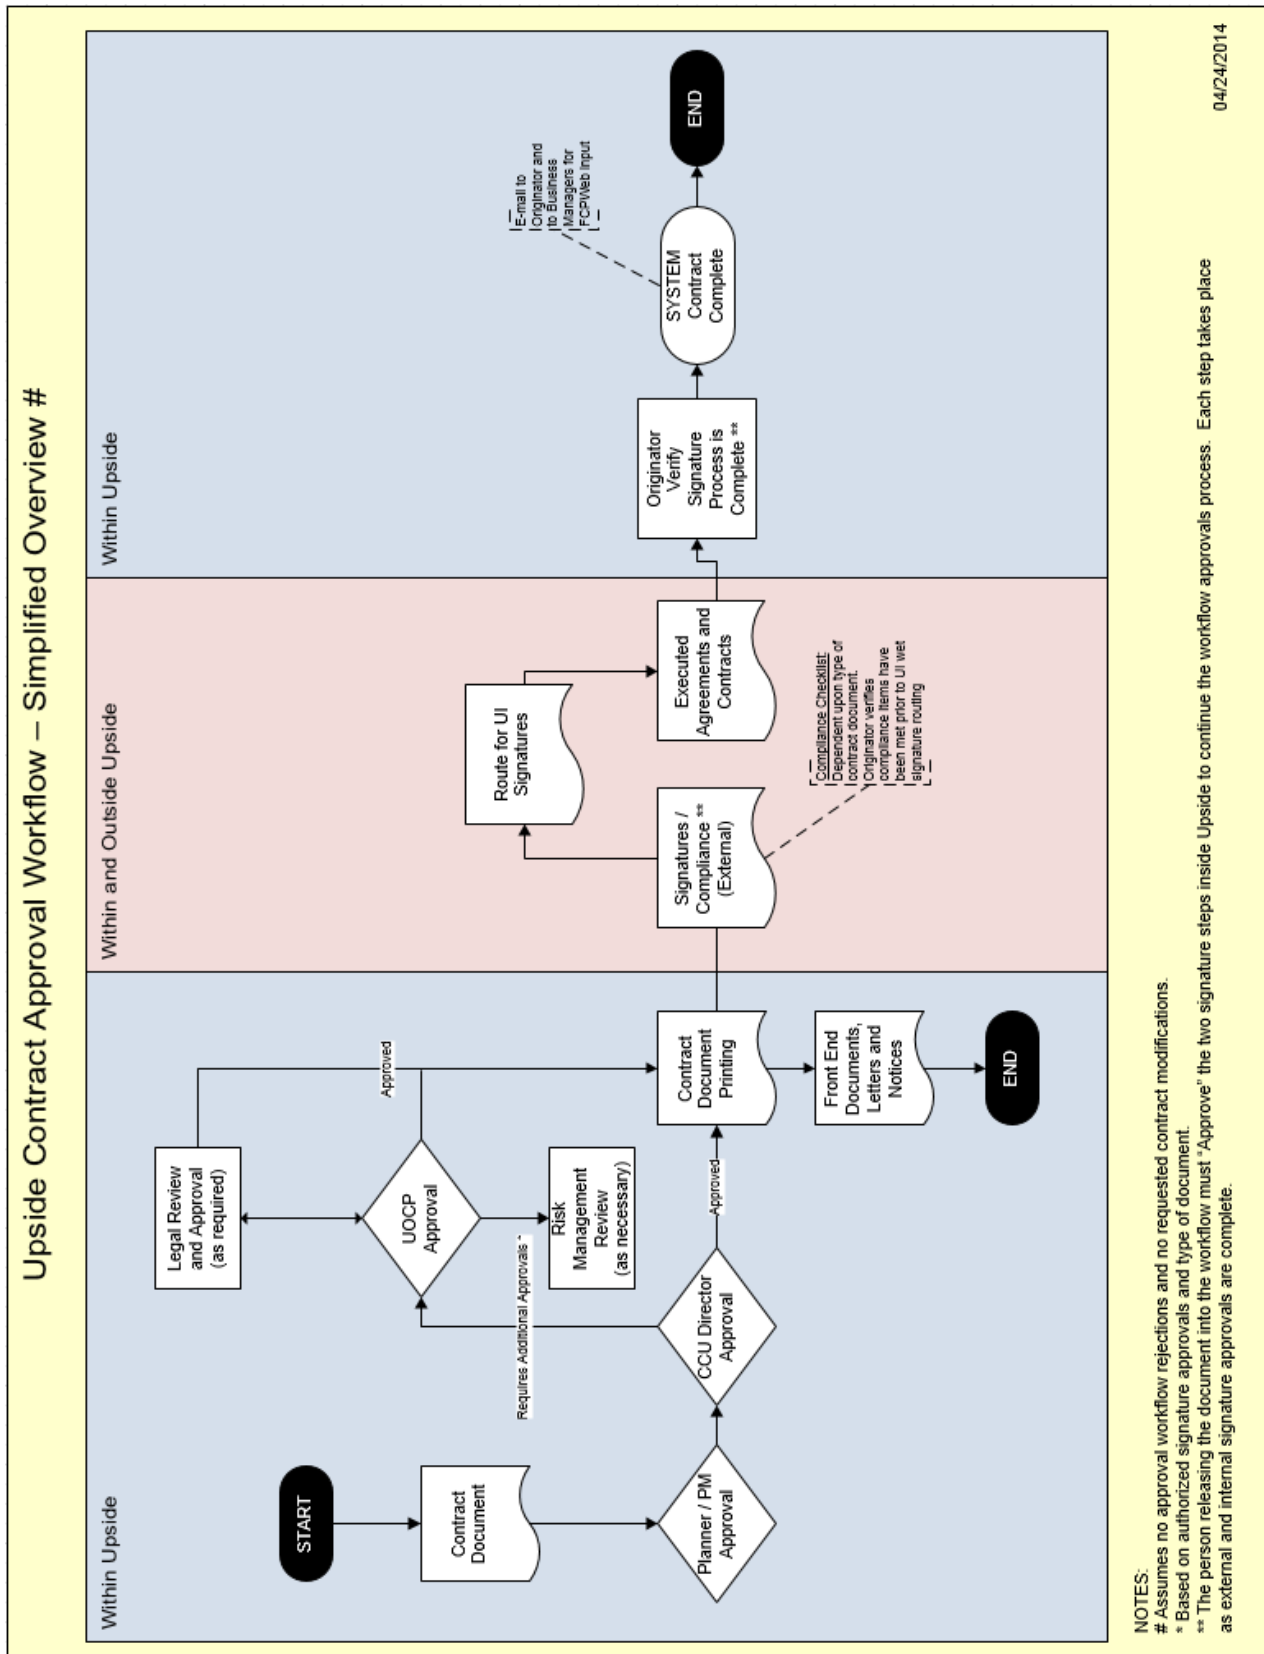 Upside Contract Approval Workflow – Simplified Overview #
Within Upside
START
Contract
Document
Planner / PM
Approval
CCU Director
Approval
Requires Additional Approvals *
UOCP
Approval
Legal Review
and Approval
(as required)
Risk
Management
Review
(as necessary)
Approved
Approved
Contract
Document
Printing
Front End
Documents,
Letters and
Notices
END
Within and Outside Upside
Signatures /
Compliance **
(External)
Route for UI
Signatures
Executed
Agreements and
Contracts
Compliance Checklist:
Dependent upon type of
contract document.
Originator verifies
compliance items have
been met prior to UI wet
signature routing
Within Upside
Originator
Verify
Signature
Process is
Complete **
SYSTEM
Contract
Complete
E-mail to
Originator and
to Business
Managers for
FCPWeb Input
END
NOTES:
# Assumes no approval workflow rejections and no requested contract modifications.
* Based on authorized signature approvals and type of document.
** The person releasing the document into the workflow must "Approve" the two signature steps inside Upside to continue the workflow approvals process. Each step takes place
as external and internal signature approvals are complete.
04/24/2014